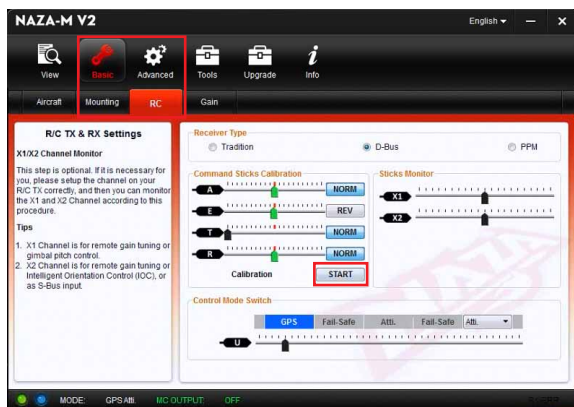 NAZA-M V2
English
View
Basic
Advanced
Tools
Upgrade
Info
Aircraft
Mounting
RC
Gain
R/C TX & RX Settings
X1/X2 Channel Monitor
This step is optional. If it is necessary for
you, please setup the channel on your
R/C TX correctly, and then you can monitor
the X1 and X2 Channel according to this
procedure.
Tips
1. X1 Channel is for remote gain tuning or
gimbal pitch control.
2. X2 Channel is for remote gain tuning or
Intelligent Orientation Control (IOC), or
as S-Bus input.
Receiver Type
Tradition
D-Bus
PPM
Command Sticks Calibration
A NORM
E REV
T NORM
R NORM
Calibration START
Sticks Monitor
X1
X2
Control Mode Switch
GPS Fail-Safe Atti. Fail-Safe Atti.
U
MODE: GPS Atti. MC OUTPUT: OFF